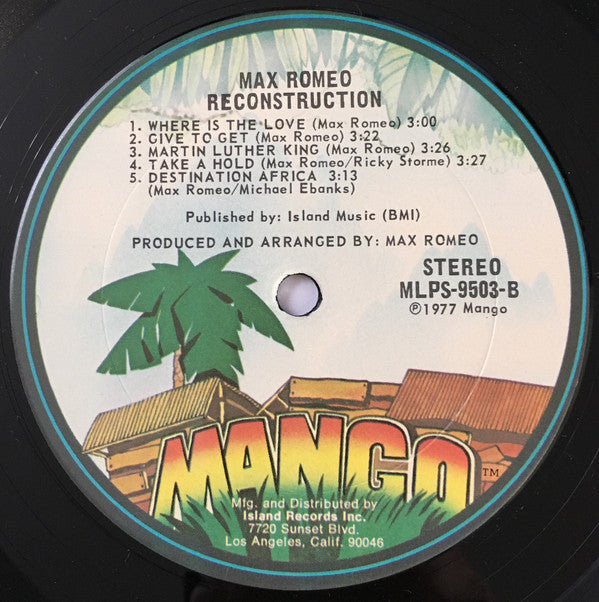 MAX ROMEO
RECONSTRUCTION
1. WHERE IS THE LOVE (Max Romeo) 3:00
2. GIVE TO GET (Max Romeo) 3:22
3. MARTIN LUTHER KING (Max Romeo) 3:26
4. TAKE A HOLD (Max Romeo/Ricky Storme) 3:27
5. DESTINATION AFRICA 3:13
(Max Romeo/Michael Ebanks)
Published by: Island Music (BMI)
PRODUCED AND ARRANGED BY: MAX ROMEO
STEREO
MLPS-9503-B
℗1977 Mango
MANGO TM
Mfg. and Distributed by
Island Records Inc.
7720 Sunset Blvd.
Los Angeles, Calif. 90046